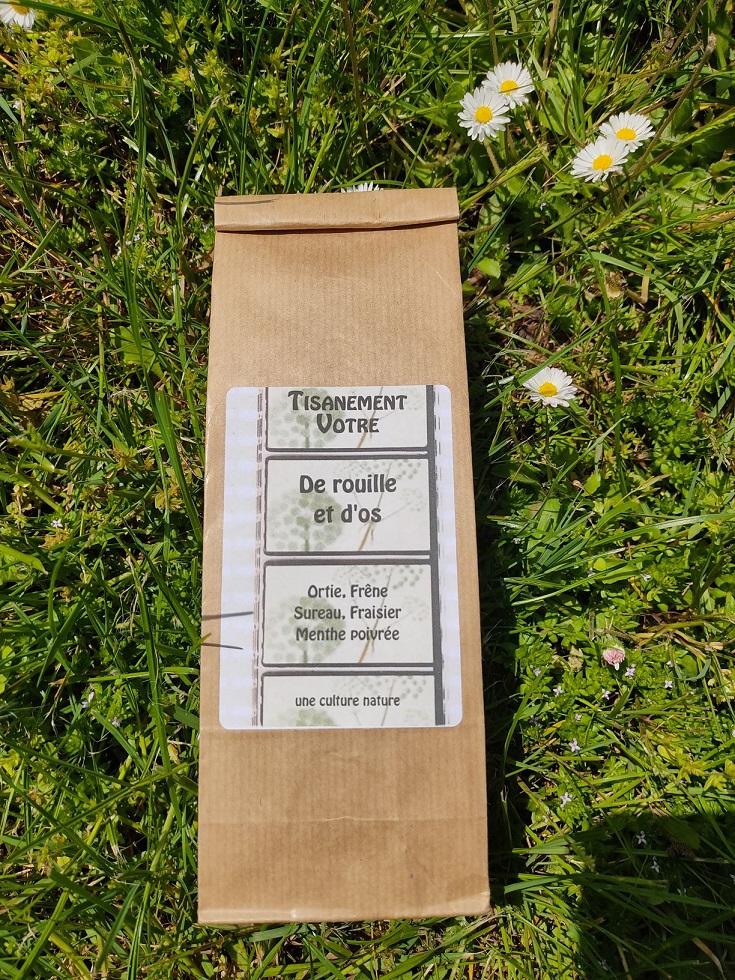 Tisanement
Votre
De rouille
et d'os
Ortie, Frêne
Sureau, Fraisier
Menthe poivrée
une culture nature